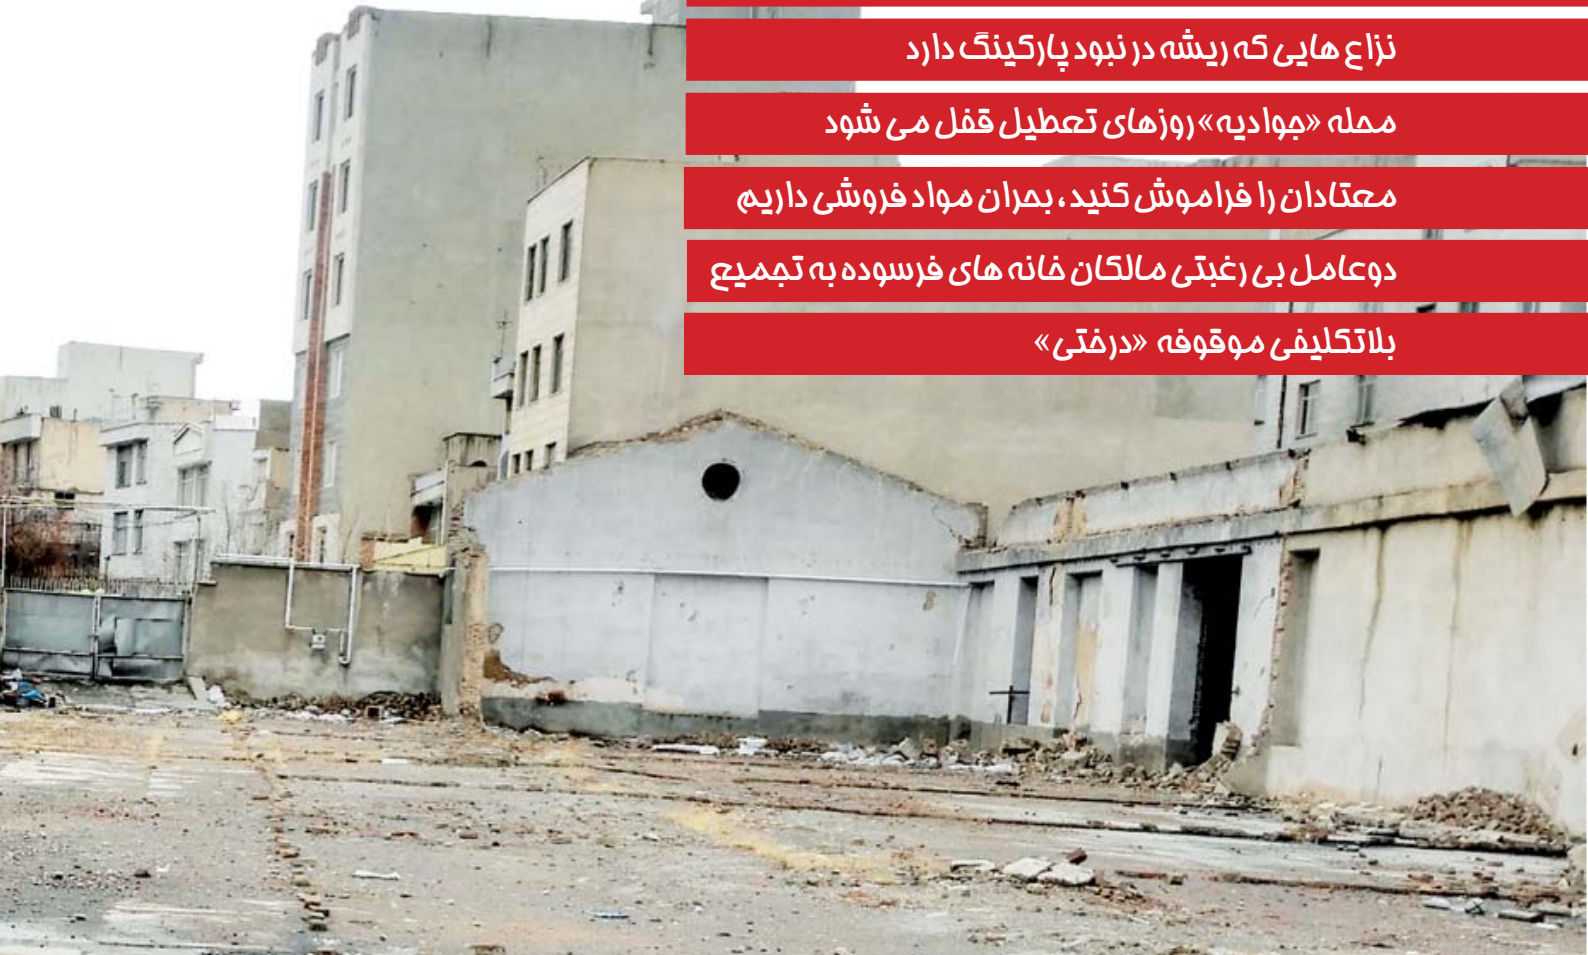 نزاع هایی که ریشه در نبود پارکینگ دارد
محله «جوادیه» روزهای تعطیل قفل می شود
معتادان را فراموش کنید، بحران مواد فروشی داریم
دوعامل بی رغبتی مالکان خانه های فرسوده به تجمیع
بلاتکلیفی موقوفه «درختی»